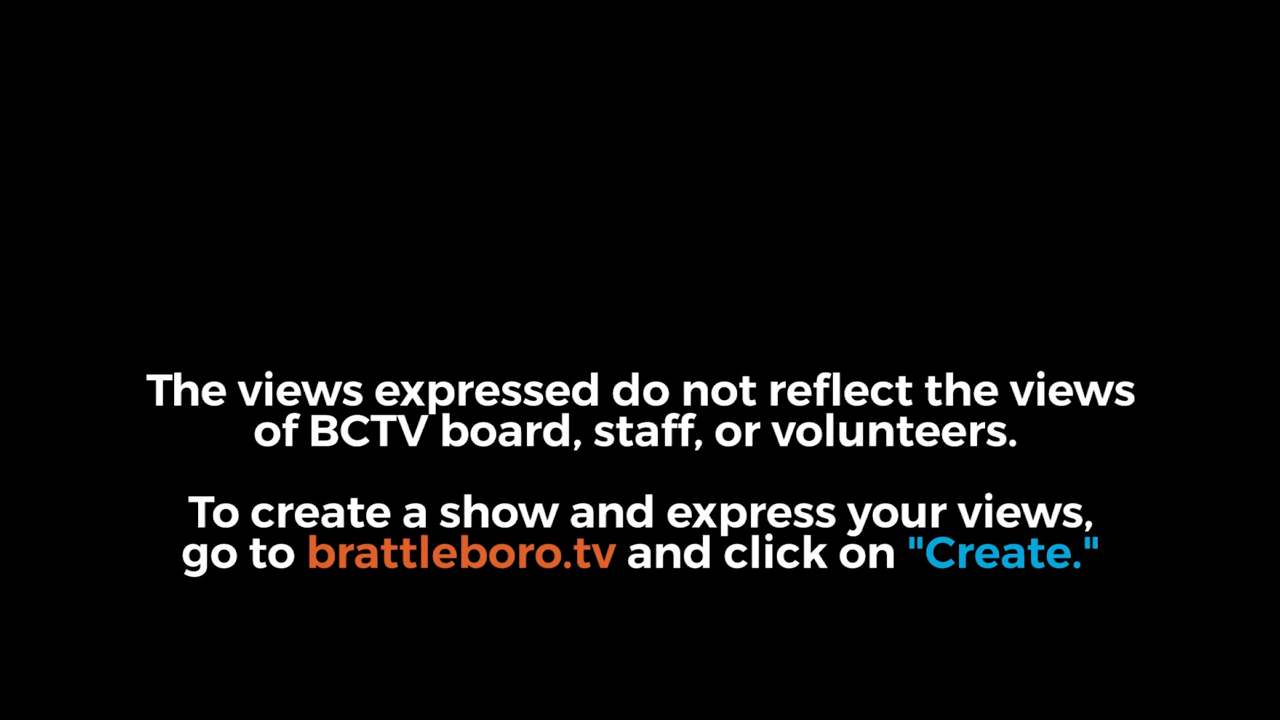 The views expressed do not reflect the views
of BCTV board, staff, or volunteers.
To create a show and express your views,
go to brattleboro.tv and click on "Create."